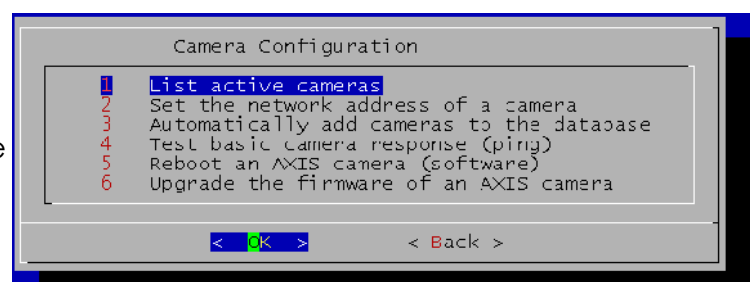 Camera Configuration
1 List active cameras
2 Set the network address of a camera
3 Automatically add cameras to the database
4 Test basic camera response (ping)
e
5 Reboot an AXIS camera (software)
6 Upgrade the firmware of an AXIS camera
< OK > < Back >